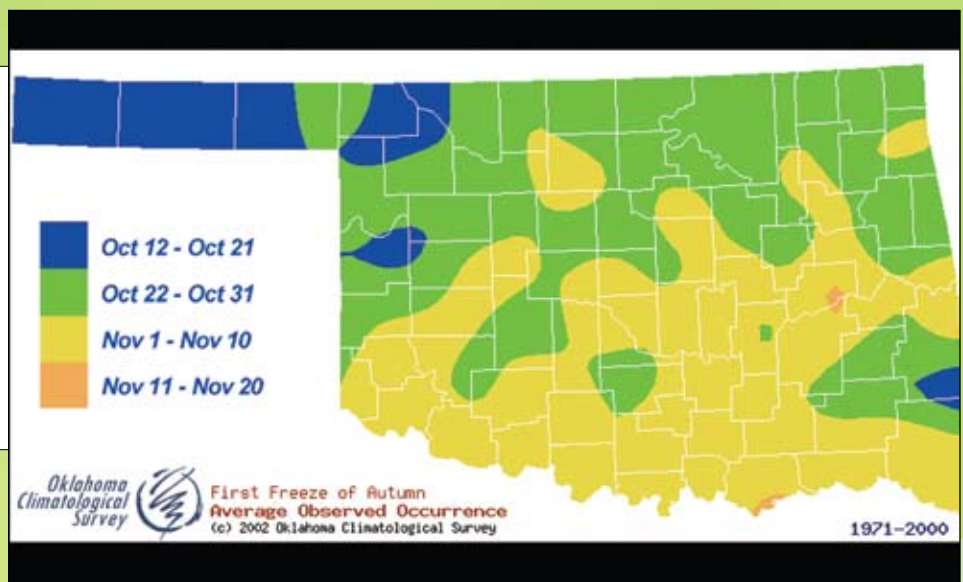 Oct 12 - Oct 21
Oct 22 - Oct 31
Nov 1 - Nov 10
Nov 11 - Nov 20
Oklahoma
Climatological
Survey
First Freeze of Autumn
Average Observed Occurrence
(c) 2002 Oklahoma Climatological Survey
1971-2000